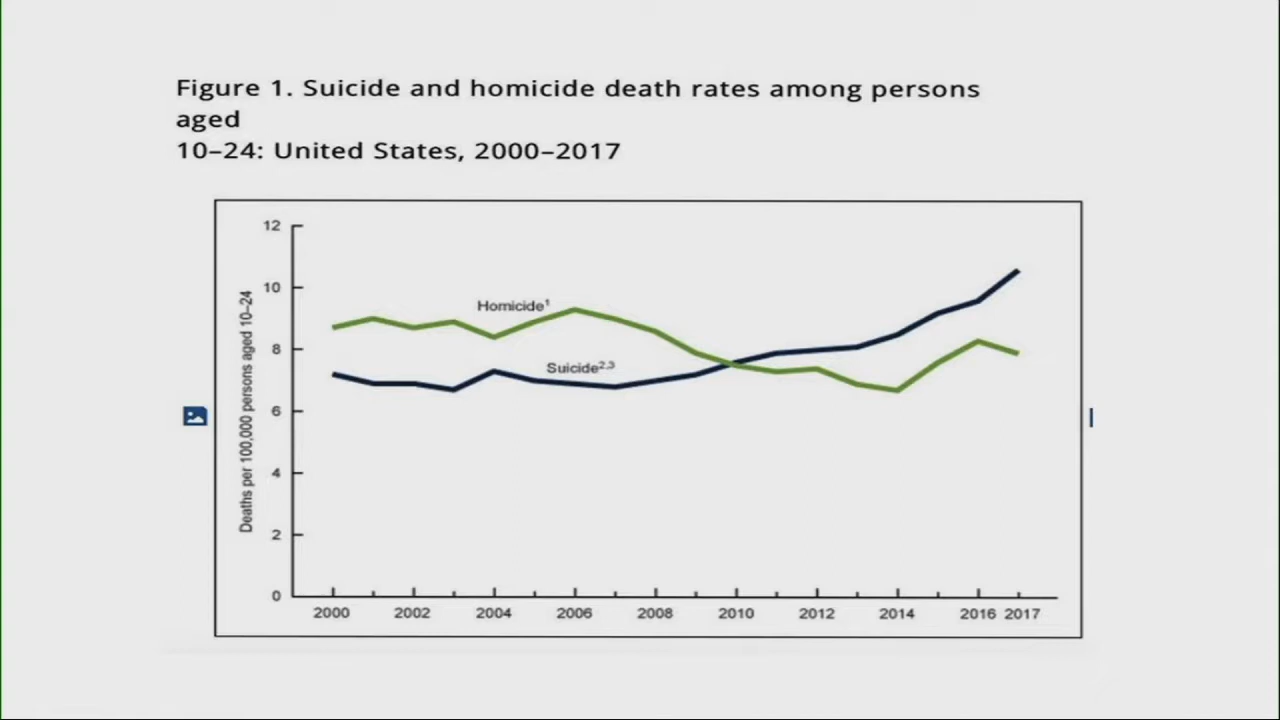 Figure 1. Suicide and homicide death rates among persons
aged
10–24: United States, 2000–2017
12
10
8
6
4
2
0
Deaths per 100,000 persons aged 10–24
Homicide¹
Suicide²,³
2000 2002 2004 2006 2008 2010 2012 2014 2016 2017